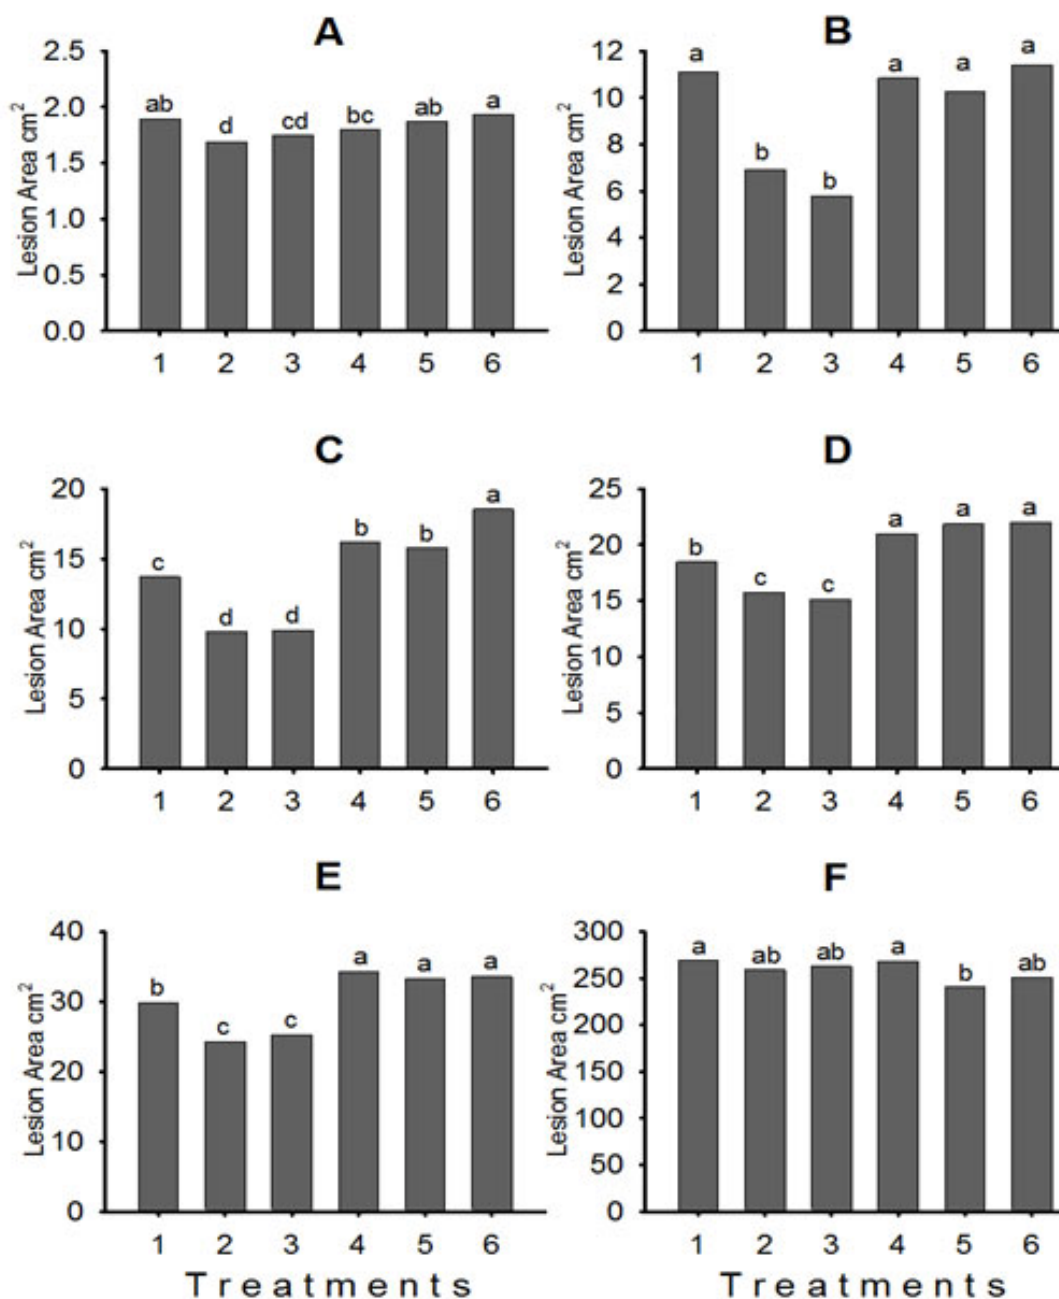 A
Lesion Area cm²
2.5
2.0
1.5
1.0
0.5
0.0
ab d cd bc ab a
1 2 3 4 5 6
B
Lesion Area cm²
12
10
8
6
4
2
0
a b b a a a
1 2 3 4 5 6
C
Lesion Area cm²
20
15
10
5
0
c d d b b a
1 2 3 4 5 6
D
Lesion Area cm²
25
20
15
10
5
0
b c c a a a
1 2 3 4 5 6
E
Lesion Area cm²
40
30
20
10
0
b c c a a a
1 2 3 4 5 6
Treatments
F
Lesion Area cm²
300
250
200
150
100
50
0
a ab ab a b ab
1 2 3 4 5 6
Treatments